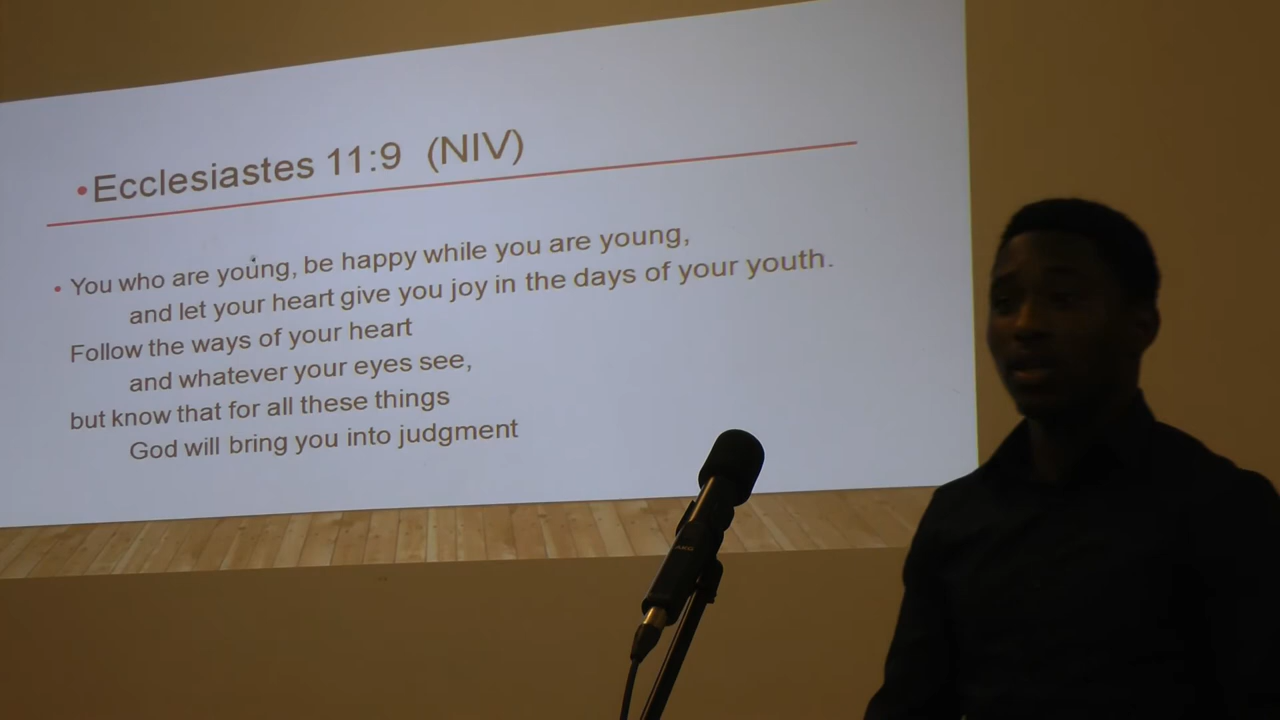 •Ecclesiastes 11:9 (NIV)
• You who are young, be happy while you are young,
and let your heart give you joy in the days of your youth.
Follow the ways of your heart
and whatever your eyes see,
but know that for all these things
God will bring you into judgment